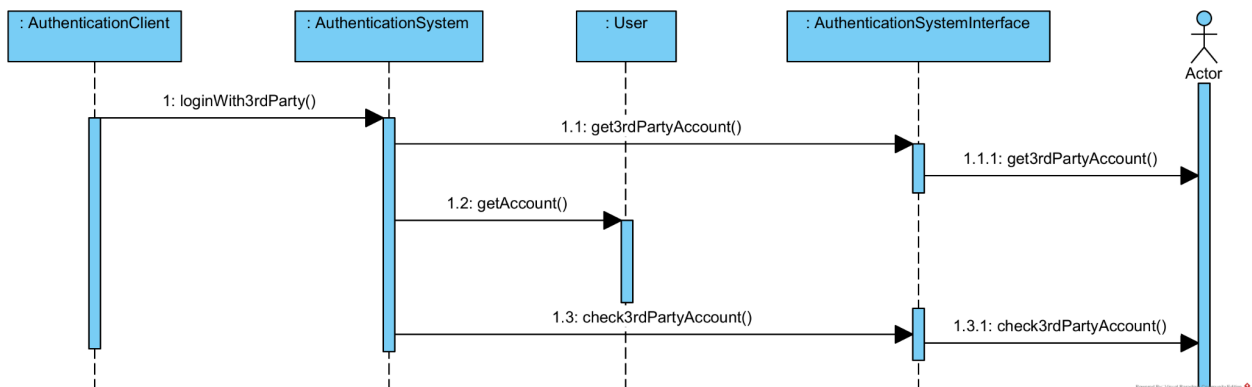 : AuthenticationClient
: AuthenticationSystem
: User
: AuthenticationSystemInterface
Actor
1: loginWith3rdParty()
1.1: get3rdPartyAccount()
1.1.1: get3rdPartyAccount()
1.2: getAccount()
1.3: check3rdPartyAccount()
1.3.1: check3rdPartyAccount()